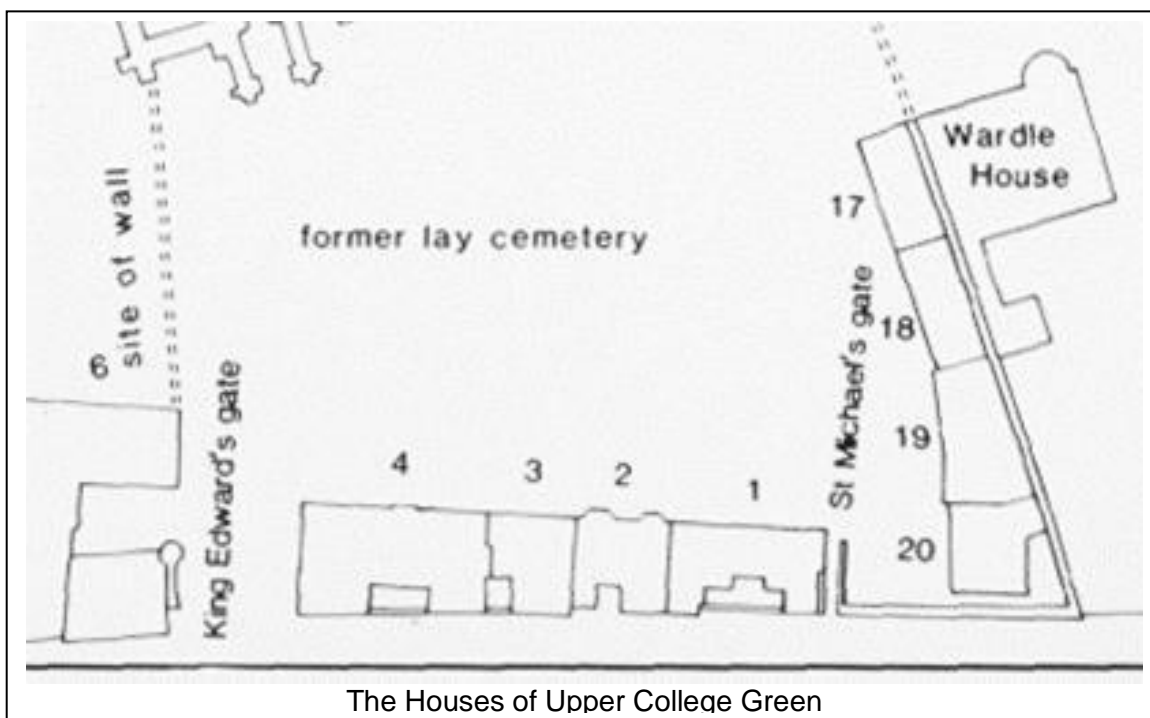 Wardle
House
17
former lay cemetery
site of wall
18
6
King Edward's gate
St Michael's gate
19
4
3
2
1
20
The Houses of Upper College Green